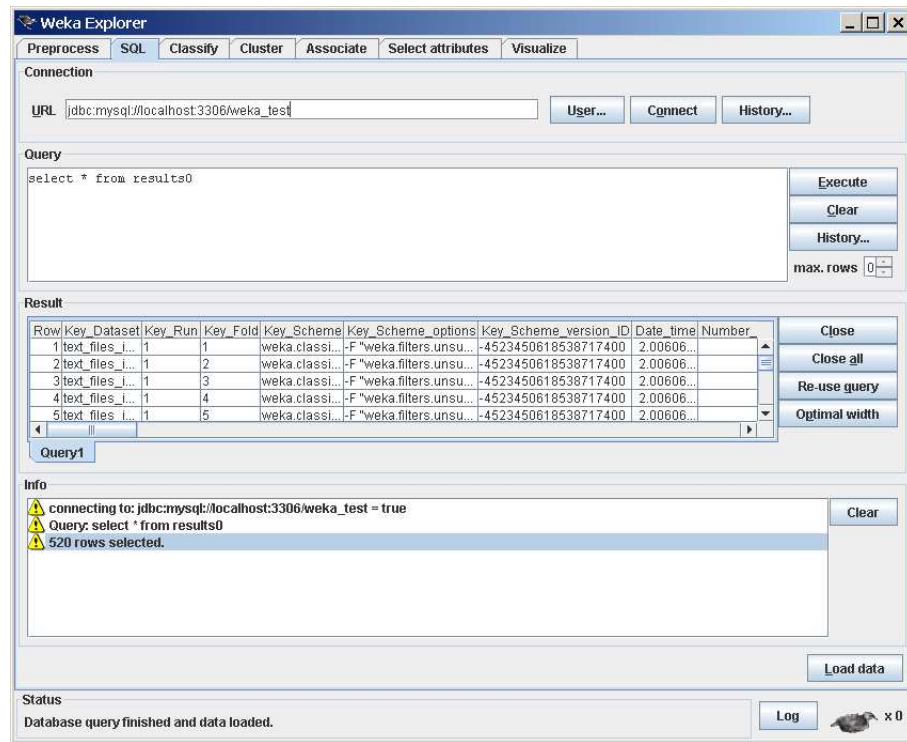 Weka Explorer
Preprocess SQL Classify Cluster Associate Select attributes Visualize
Connection
URL jdbc:mysql://localhost:3306/weka_test User... Connect History...
Query
select * from results0
Execute
Clear
History...
max. rows 0
Result
Row Key_Dataset Key_Run Key_Fold Key_Scheme Key_Scheme_options Key_Scheme_version_ID Date_time Number_
1 text_files_i... 1 1 weka.classi... -F "weka.filters.unsu... -4523450618538717400 2.00606...
2 text_files_i... 1 2 weka.classi... -F "weka.filters.unsu... -4523450618538717400 2.00606...
3 text_files_i... 1 3 weka.classi... -F "weka.filters.unsu... -4523450618538717400 2.00606...
4 text_files_i... 1 4 weka.classi... -F "weka.filters.unsu... -4523450618538717400 2.00606...
5 text_files_i... 1 5 weka.classi... -F "weka.filters.unsu... -4523450618538717400 2.00606...
Close
Close all
Re-use query
Optimal width
Query1
Info
connecting to: jdbc:mysql://localhost:3306/weka_test = true
Query: select * from results0
520 rows selected.
Clear
Load data
Status
Database query finished and data loaded.
Log x 0